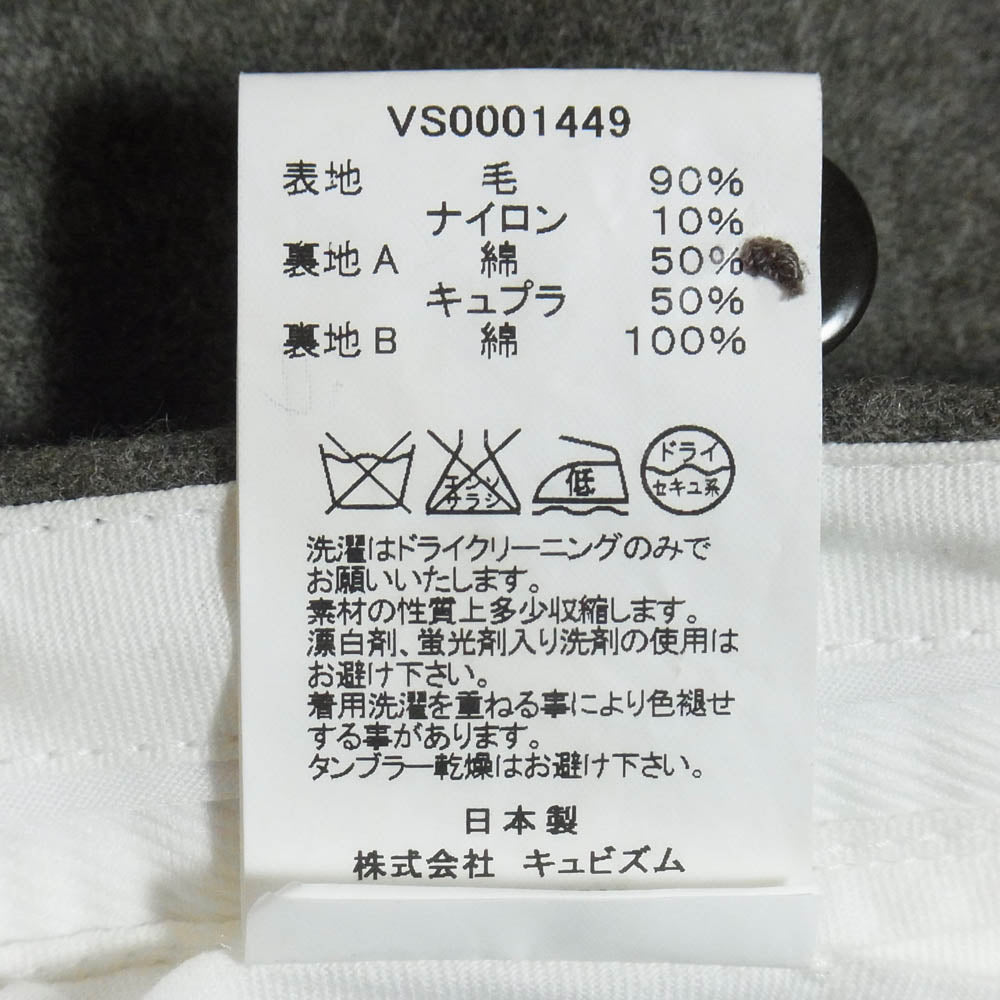 VS0001449
表地 毛 90%
ナイロン 10%
裏地A 綿 50%
キュプラ 50%
裏地B 綿 100%
エンソサラシ
低
ドライ
セキユ系
洗濯はドライクリーニングのみで
お願いいたします。
素材の性質上多少収縮します。
漂白剤、蛍光剤入り洗剤の使用は
お避け下さい。
着用洗濯を重ねる事により色褪せ
する事があります。
タンブラー乾燥はお避け下さい。
日本製
株式会社 キュビズム